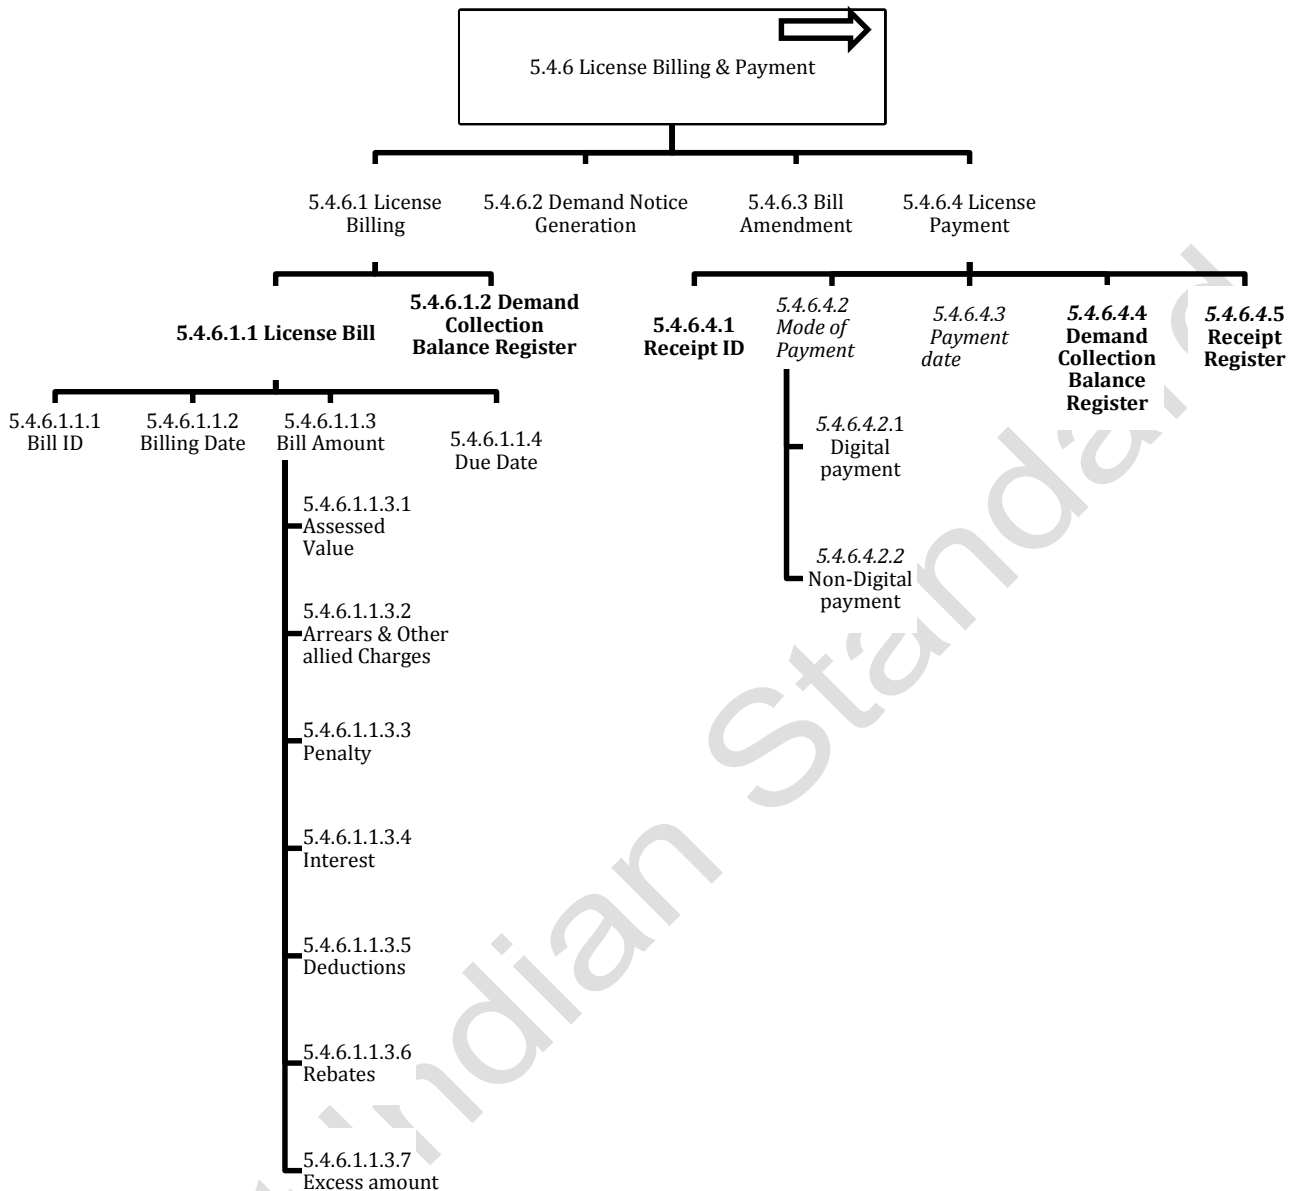 5.4.6 License Billing & Payment
5.4.6.1 License
Billing
5.4.6.2 Demand Notice
Generation
5.4.6.3 Bill
Amendment
5.4.6.4 License
Payment
5.4.6.1.1 License Bill
5.4.6.1.2 Demand
Collection
Balance Register
5.4.6.4.1
Receipt ID
5.4.6.4.2
Mode of
Payment
5.4.6.4.3
Payment
date
5.4.6.4.4
Demand
Collection
Balance
Register
5.4.6.4.5
Receipt
Register
5.4.6.1.1.1
Bill ID
5.4.6.1.1.2
Billing Date
5.4.6.1.1.3
Bill Amount
5.4.6.1.1.4
Due Date
5.4.6.4.2.1
Digital
payment
5.4.6.4.2.2
Non-Digital
payment
5.4.6.1.1.3.1
Assessed
Value
5.4.6.1.1.3.2
Arrears & Other
allied Charges
5.4.6.1.1.3.3
Penalty
5.4.6.1.1.3.4
Interest
5.4.6.1.1.3.5
Deductions
5.4.6.1.1.3.6
Rebates
5.4.6.1.1.3.7
Excess amount
Indian Standard